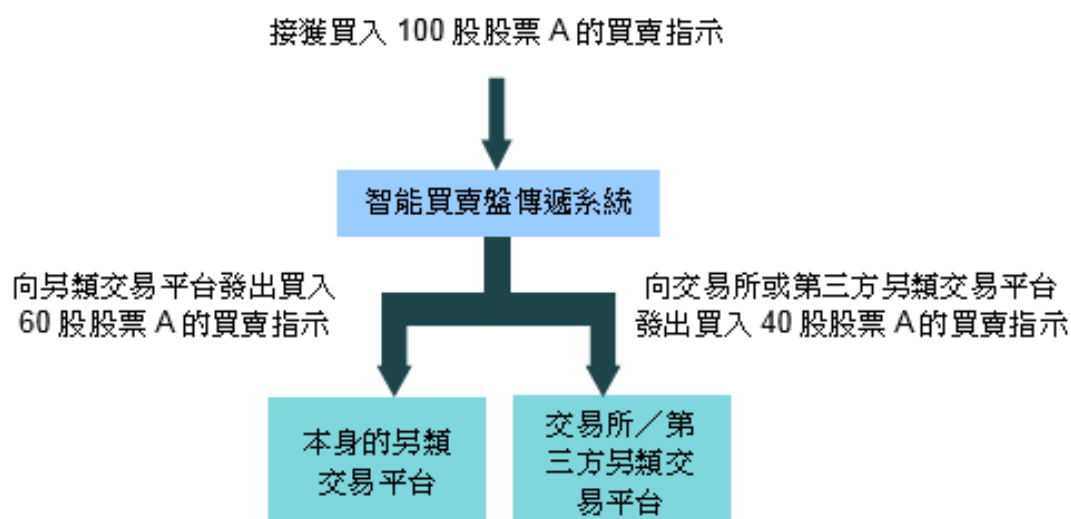 接獲買入 100 股股票 A 的買賣指示
智能買賣盤傳遞系統
向另類交易平台發出買入
60 股股票 A 的買賣指示
向交易所或第三方另類交易平台
發出買入 40 股股票 A 的買賣指示
本身的另類
交易平台
交易所／第
三方另類交
易平台